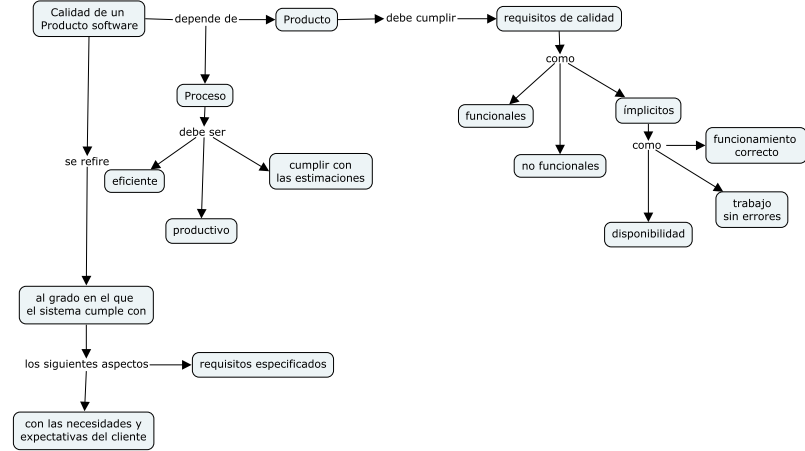 Calidad de un
Producto software
depende de
Producto
debe cumplir
requisitos de calidad
como
funcionales
no funcionales
ímplicitos
como
funcionamiento
correcto
trabajo
sin errores
disponibilidad
Proceso
debe ser
eficiente
productivo
cumplir con
las estimaciones
se refire
al grado en el que
el sistema cumple con
los siguientes aspectos
requisitos especificados
con las necesidades y
expectativas del cliente